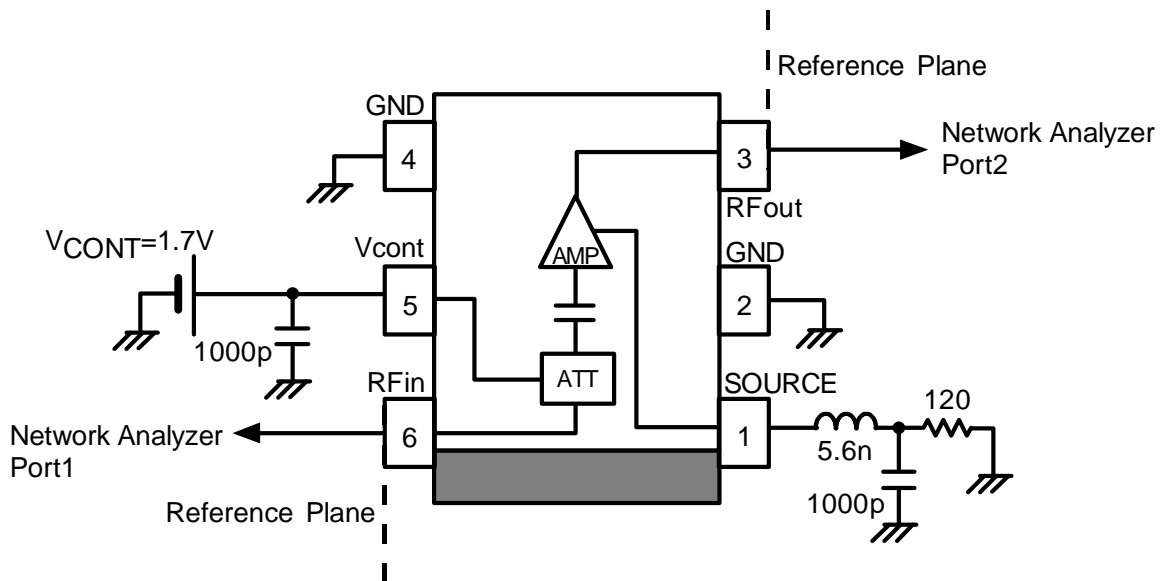 Reference Plane
GND
4
3
Network Analyzer
Port2
RFout
VCONT=1.7V
Vcont
AMP
GND
5
2
1000p
ATT
RFin
SOURCE
120
Network Analyzer
Port1
6
1
5.6n
1000p
Reference Plane